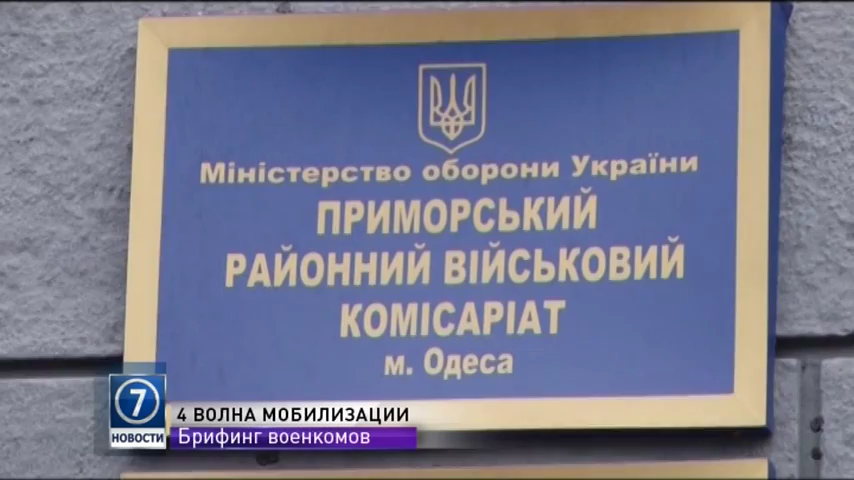 Міністерство оборони України
ПРИМОРСЬКИЙ
РАЙОННИЙ ВІЙСЬКОВИЙ
КОМІСАРІАТ
м. Одеса
7
НОВОСТИ
4 ВОЛНА МОБИЛИЗАЦИИ
Брифинг военкомов